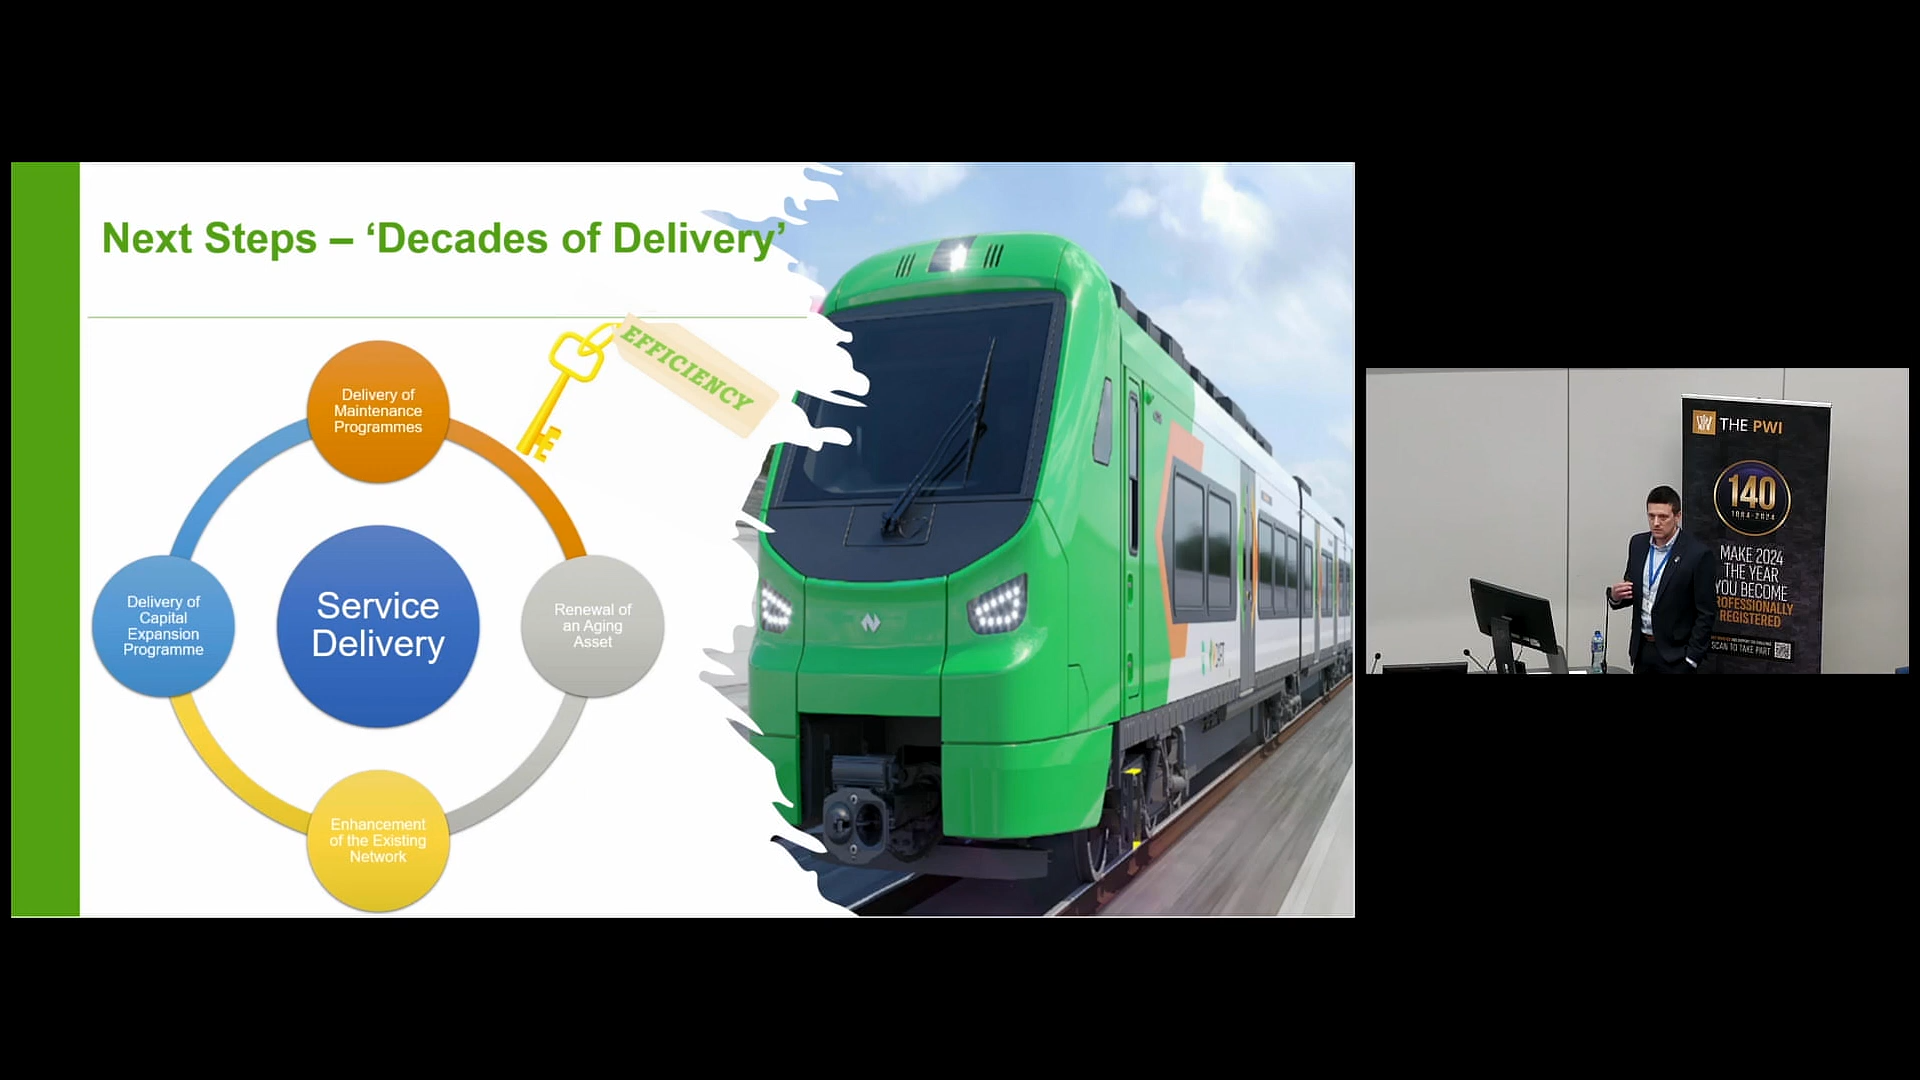 Next Steps – ‘Decades of Delivery’
EFFICIENCY
Delivery of
Maintenance
Programmes
Delivery of
Capital
Expansion
Programme
Service
Delivery
Renewal of
an Aging
Asset
Enhancement
of the Existing
Network
THE PWI
140
1884-2024
MAKE 2024
THE YEAR
YOU BECOME
ROFESSIONALLY
REGISTERED
SCAN TO TAKE PART